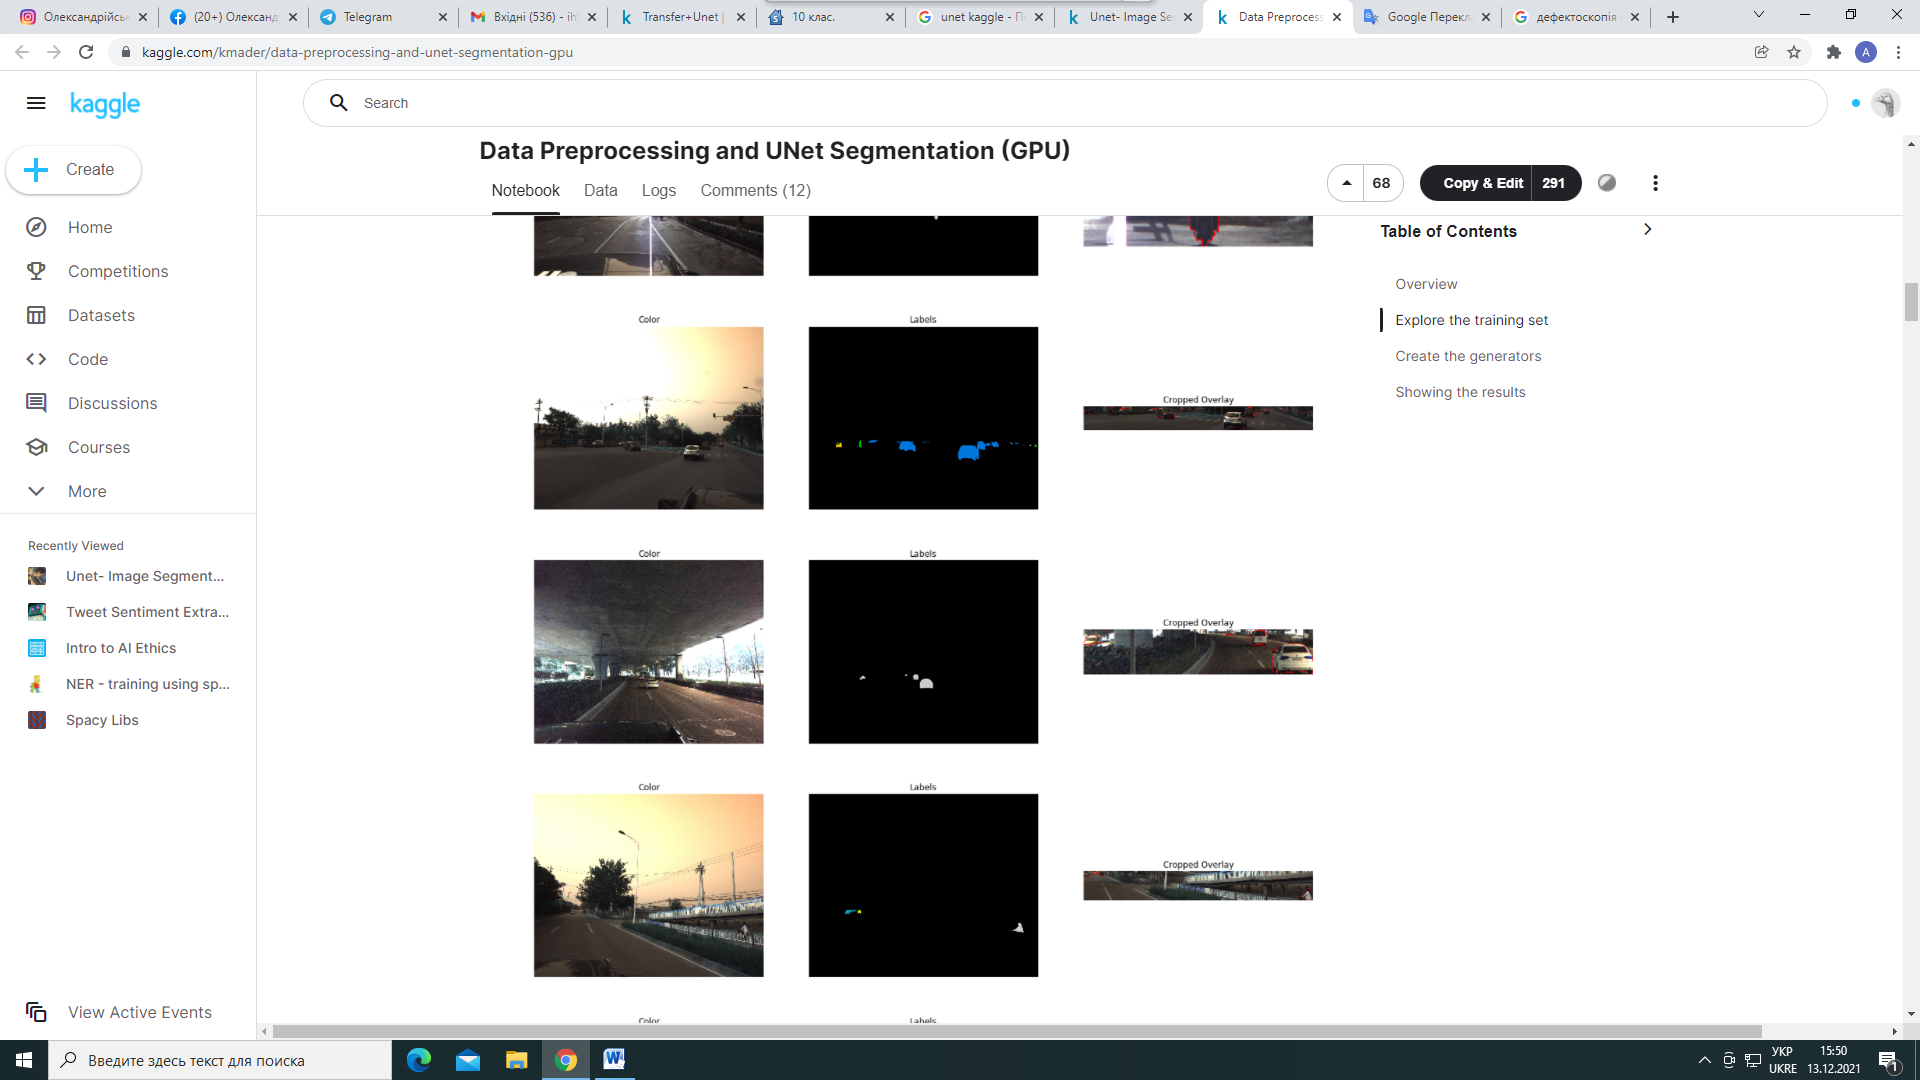 Олександрійськ
(20+) Олександ
Telegram
Вхідні (536) - ih
Transfer+Unet |
10 клас.
unet kaggle - П
Unet- Image Se
Data Preprocess
Google Перекла
дефектоскопія
kaggle.com/kmader/data-preprocessing-and-unet-segmentation-gpu
A
kaggle
Search
Create
Home
Competitions
Datasets
Code
Discussions
Courses
More
Recently Viewed
Unet- Image Segment...
Tweet Sentiment Extra...
Intro to AI Ethics
NER - training using sp...
Spacy Libs
View Active Events
Data Preprocessing and UNet Segmentation (GPU)
Notebook Data Logs Comments (12)
68
Copy & Edit 291
Color Labels
Cropped Overlay
Color Labels
Cropped Overlay
Color Labels
Cropped Overlay
Color Labels
Table of Contents
Overview
Explore the training set
Create the generators
Showing the results
Введите здесь текст для поиска
УКР
UKRE
15:50
13.12.2021
1